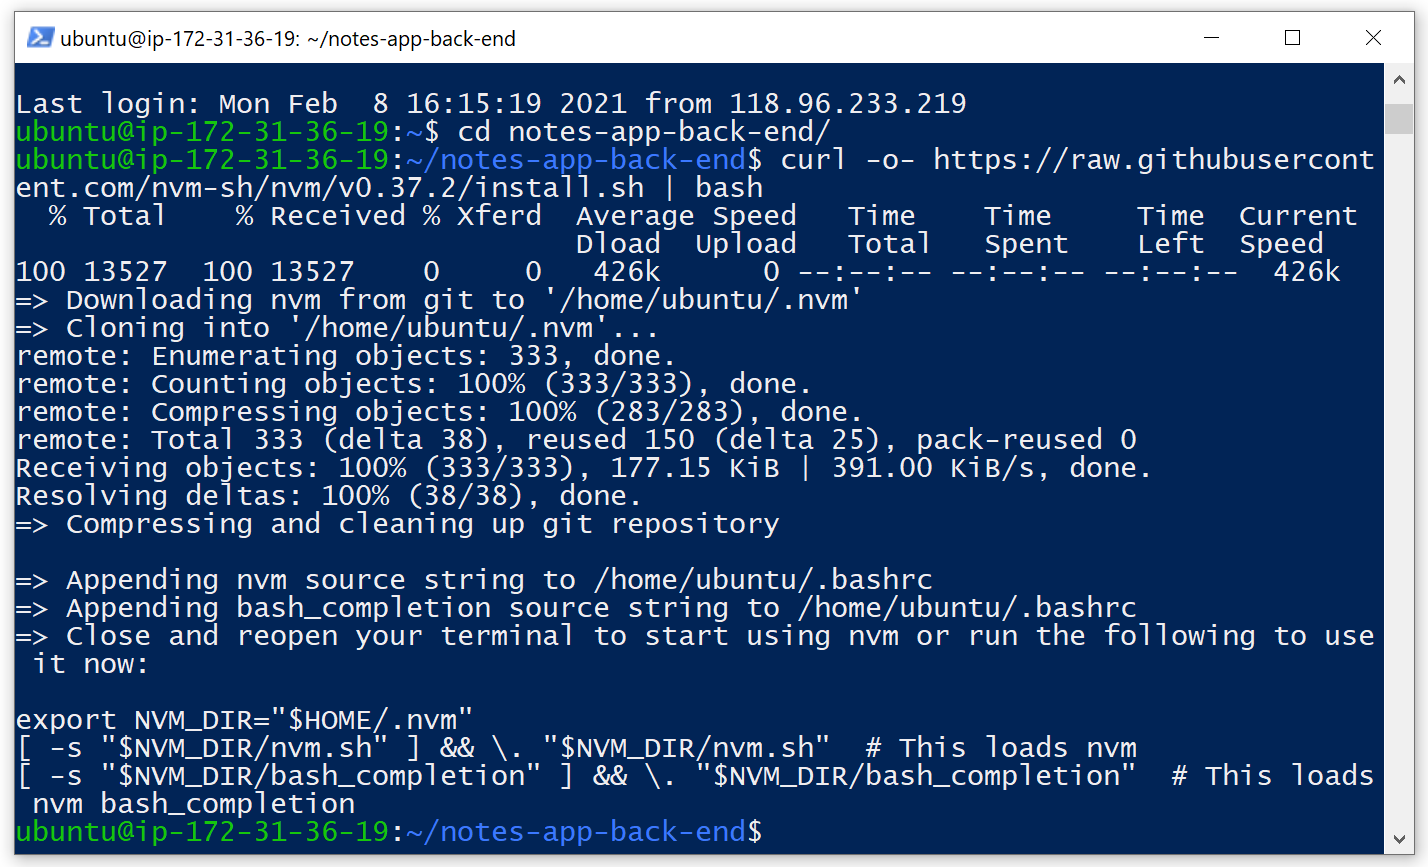 ubuntu@ip-172-31-36-19: ~/notes-app-back-end
Last login: Mon Feb  8 16:15:19 2021 from 118.96.233.219
ubuntu@ip-172-31-36-19:~$ cd notes-app-back-end/
ubuntu@ip-172-31-36-19:~/notes-app-back-end$ curl -o- https://raw.githubusercont
ent.com/nvm-sh/nvm/v0.37.2/install.sh | bash
  % Total    % Received % Xferd  Average Speed   Time    Time     Time  Current
                                 Dload  Upload   Total   Spent    Left  Speed
100 13527  100 13527    0     0   426k      0 --:--:-- --:--:-- --:--:--  426k
=> Downloading nvm from git to '/home/ubuntu/.nvm'
=> Cloning into '/home/ubuntu/.nvm'...
remote: Enumerating objects: 333, done.
remote: Counting objects: 100% (333/333), done.
remote: Compressing objects: 100% (283/283), done.
remote: Total 333 (delta 38), reused 150 (delta 25), pack-reused 0
Receiving objects: 100% (333/333), 177.15 KiB | 391.00 KiB/s, done.
Resolving deltas: 100% (38/38), done.
=> Compressing and cleaning up git repository
=> Appending nvm source string to /home/ubuntu/.bashrc
=> Appending bash_completion source string to /home/ubuntu/.bashrc
=> Close and reopen your terminal to start using nvm or run the following to use
 it now:
export NVM_DIR="$HOME/.nvm"
[ -s "$NVM_DIR/nvm.sh" ] && \. "$NVM_DIR/nvm.sh"  # This loads nvm
[ -s "$NVM_DIR/bash_completion" ] && \. "$NVM_DIR/bash_completion"  # This loads
 nvm bash_completion
ubuntu@ip-172-31-36-19:~/notes-app-back-end$